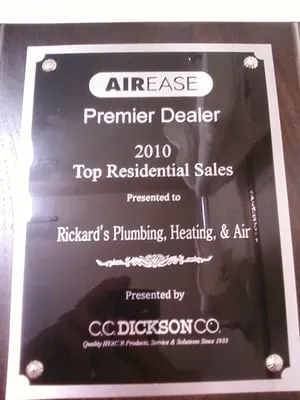 AIREASE
Premier Dealer
2010
Top Residential Sales
Presented to
Rickard's Plumbing, Heating, & Air
Presented by
C.C. DICKSON CO.
Quality HVAC/R Products, Service & Solutions Since 1933